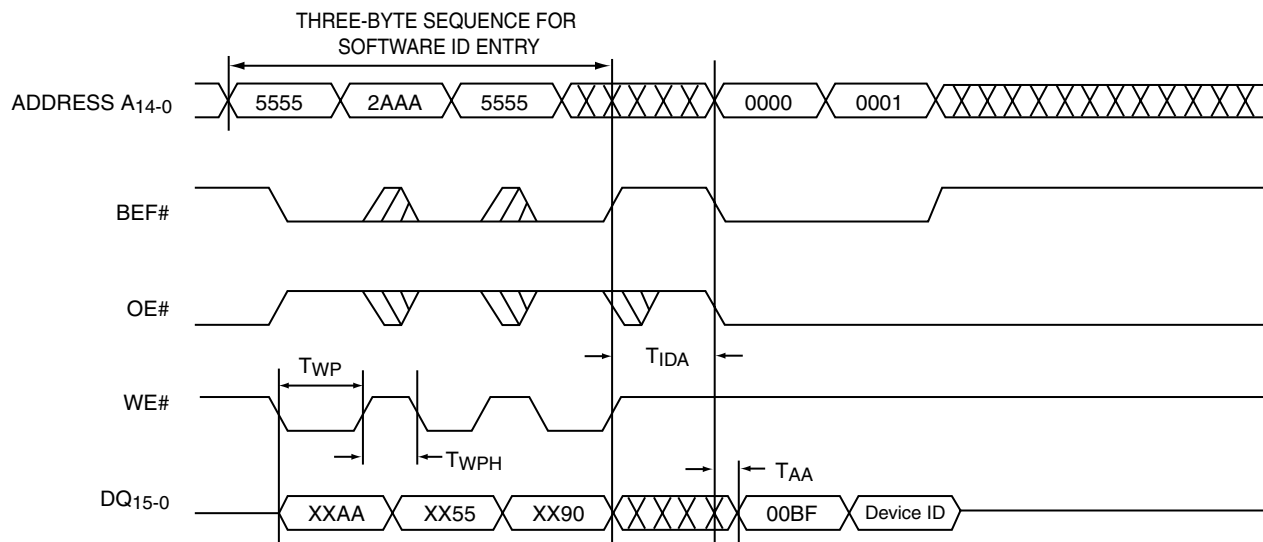 THREE-BYTE SEQUENCE FOR
SOFTWARE ID ENTRY
ADDRESS A14-0
5555 2AAA 5555 0000 0001
BEF#
OE#
TIDA
TWP
WE#
TWPH
TAA
DQ15-0
XXAA XX55 XX90 00BF Device ID